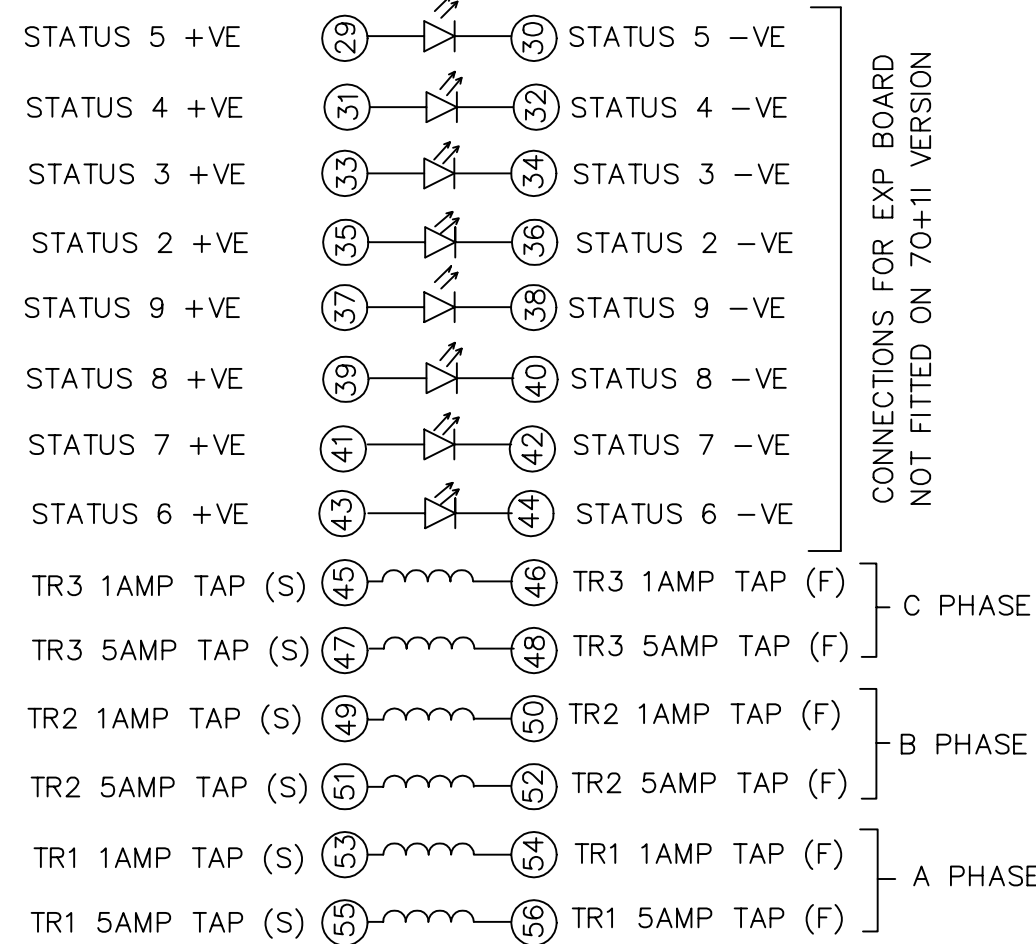 STATUS 5 +VE 29 30 STATUS 5 -VE
STATUS 4 +VE 31 32 STATUS 4 -VE
STATUS 3 +VE 33 34 STATUS 3 -VE
STATUS 2 +VE 35 36 STATUS 2 -VE
STATUS 9 +VE 37 38 STATUS 9 -VE
STATUS 8 +VE 39 40 STATUS 8 -VE
STATUS 7 +VE 41 42 STATUS 7 -VE
STATUS 6 +VE 43 44 STATUS 6 -VE
CONNECTIONS FOR EXP BOARD
NOT FITTED ON 7O+1I VERSION
TR3 1AMP TAP (S) 45 46 TR3 1AMP TAP (F)
C PHASE
TR3 5AMP TAP (S) 47 48 TR3 5AMP TAP (F)
TR2 1AMP TAP (S) 49 50 TR2 1AMP TAP (F)
B PHASE
TR2 5AMP TAP (S) 51 52 TR2 5AMP TAP (F)
TR1 1AMP TAP (S) 53 54 TR1 1AMP TAP (F)
A PHASE
TR1 5AMP TAP (S) 55 56 TR1 5AMP TAP (F)